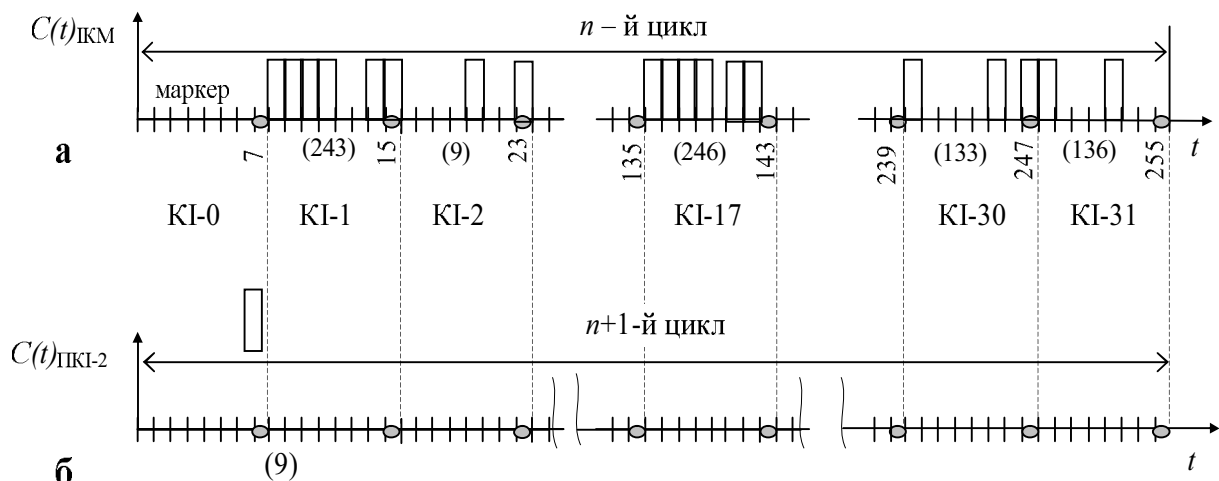 C(t)ІКМ
n – й цикл
маркер
а
7
(243)
15
(9)
23
135
(246)
143
239
(133)
247
(136)
255
t
КІ-0
КІ-1
КІ-2
КІ-17
КІ-30
КІ-31
n+1-й цикл
C(t)ПКІ-2
б
(9)
t